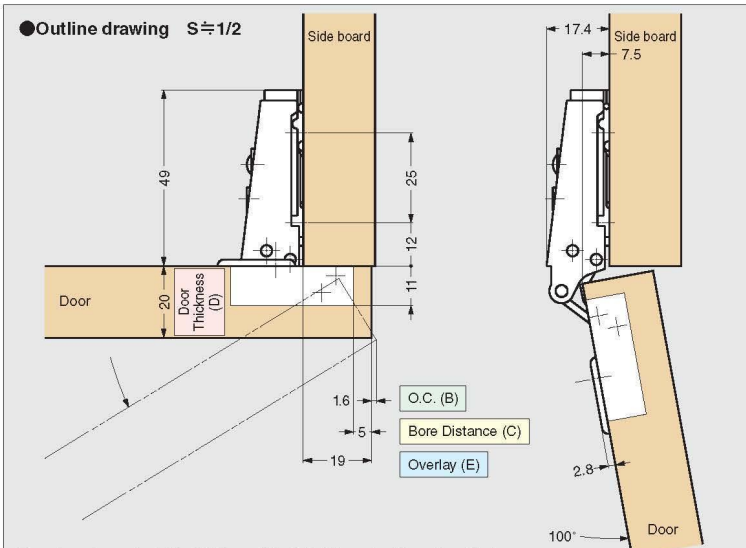 ●Outline drawing S≒1/2
Side board
49
25
12
11
20
Door
Door
Thickness
(D)
1.6
5
19
O.C. (B)
Bore Distance (C)
Overlay (E)
17.4
Side board
7.5
2.8
100°
Door